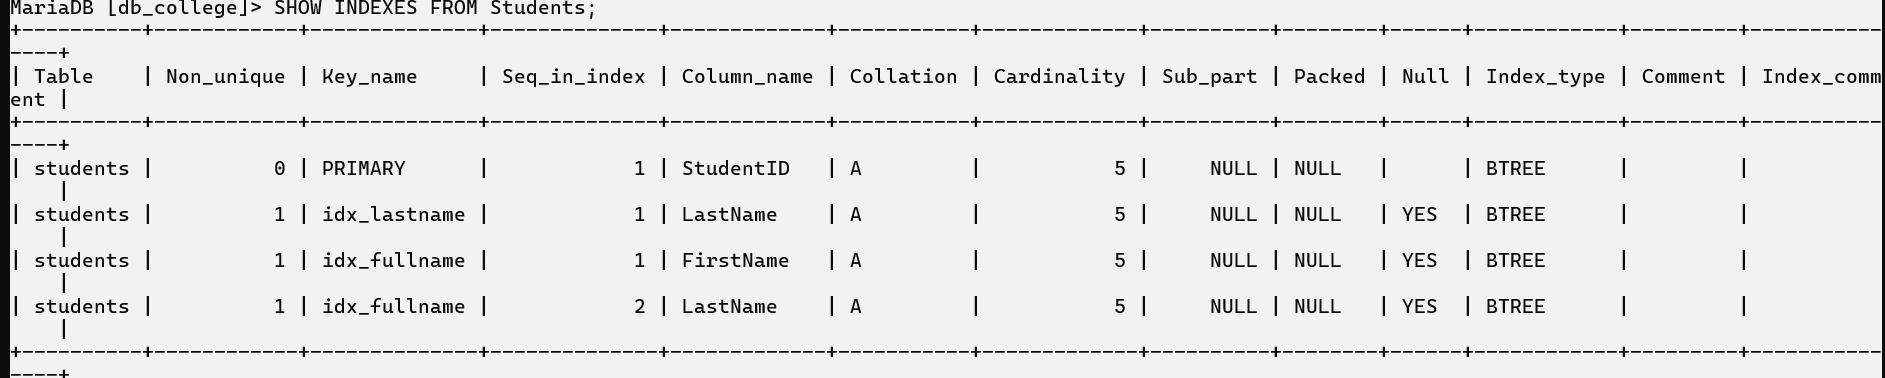 MariaDB [db_college]> SHOW INDEXES FROM Students;
+----------+------------+--------------+--------------+-------------+-----------+-------------+----------+--------+------+------------+---------+-----------
----+
| Table    | Non_unique | Key_name     | Seq_in_index | Column_name | Collation | Cardinality | Sub_part | Packed | Null | Index_type | Comment | Index_comm
ent |
+----------+------------+--------------+--------------+-------------+-----------+-------------+----------+--------+------+------------+---------+-----------
----+
| students |          0 | PRIMARY      |            1 | StudentID   | A         |           5 |     NULL | NULL   |      | BTREE      |         |
    |
| students |          1 | idx_lastname |            1 | LastName    | A         |           5 |     NULL | NULL   | YES  | BTREE      |         |
    |
| students |          1 | idx_fullname |            1 | FirstName   | A         |           5 |     NULL | NULL   | YES  | BTREE      |         |
    |
| students |          1 | idx_fullname |            2 | LastName    | A         |           5 |     NULL | NULL   | YES  | BTREE      |         |
    |
+----------+------------+--------------+--------------+-------------+-----------+-------------+----------+--------+------+------------+---------+-----------
----+